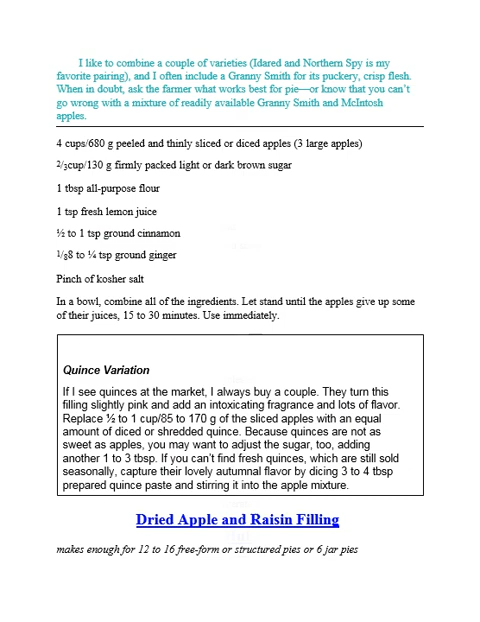 I like to combine a couple of varieties (Idared and Northern Spy is my
favorite pairing), and I often include a Granny Smith for its puckery, crisp flesh.
When in doubt, ask the farmer what works best for pie—or know that you can't
go wrong with a mixture of readily available Granny Smith and McIntosh
apples.
4 cups/680 g peeled and thinly sliced or diced apples (3 large apples)
2/3cup/130 g firmly packed light or dark brown sugar
1 tbsp all-purpose flour
1 tsp fresh lemon juice
½ to 1 tsp ground cinnamon
1/88 to ¼ tsp ground ginger
Pinch of kosher salt
In a bowl, combine all of the ingredients. Let stand until the apples give up some
of their juices, 15 to 30 minutes. Use immediately.
Quince Variation
If I see quinces at the market, I always buy a couple. They turn this
filling slightly pink and add an intoxicating fragrance and lots of flavor.
Replace ½ to 1 cup/85 to 170 g of the sliced apples with an equal
amount of diced or shredded quince. Because quinces are not as
sweet as apples, you may want to adjust the sugar, too, adding
another 1 to 3 tbsp. If you can't find fresh quinces, which are still sold
seasonally, capture their lovely autumnal flavor by dicing 3 to 4 tbsp
prepared quince paste and stirring it into the apple mixture.
Dried Apple and Raisin Filling
makes enough for 12 to 16 free-form or structured pies or 6 jar pies